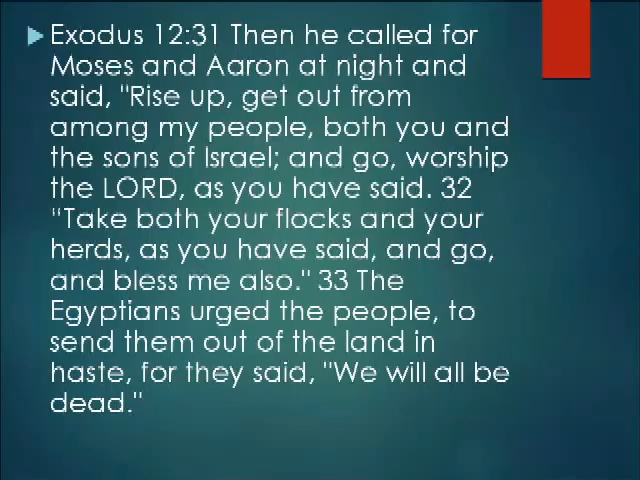 Exodus 12:31 Then he called for
Moses and Aaron at night and
said, "Rise up, get out from
among my people, both you and
the sons of Israel; and go, worship
the LORD, as you have said. 32
"Take both your flocks and your
herds, as you have said, and go,
and bless me also." 33 The
Egyptians urged the people, to
send them out of the land in
haste, for they said, "We will all be
dead."